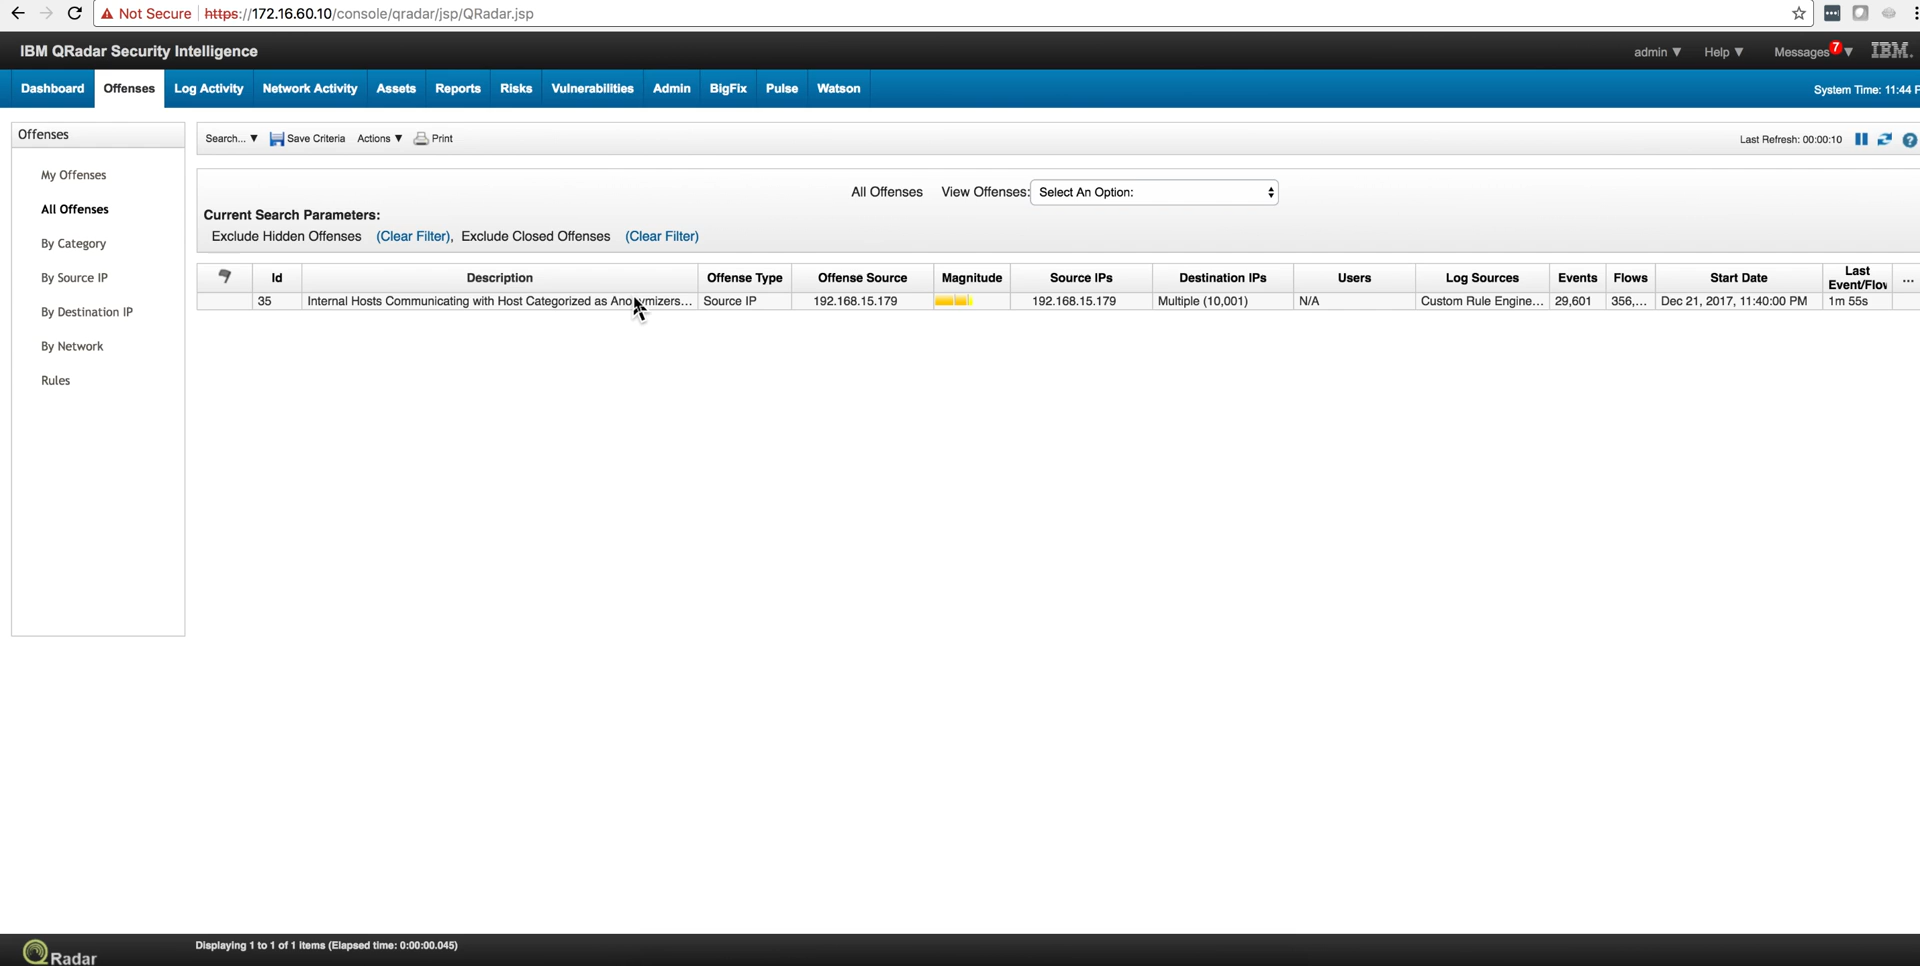 Not Secure https://172.16.60.10/console/qradar/jsp/QRadar.jsp
IBM QRadar Security Intelligence
admin ▼ Help ▼ Messages 7 ▼ IBM.
Dashboard Offenses Log Activity Network Activity Assets Reports Risks Vulnerabilities Admin BigFix Pulse Watson System Time: 11:44
Offenses
My Offenses
All Offenses
By Category
By Source IP
By Destination IP
By Network
Rules
Search... ▼ Save Criteria Actions ▼ Print Last Refresh: 00:00:10
All Offenses View Offenses: Select An Option:
Current Search Parameters:
Exclude Hidden Offenses (Clear Filter), Exclude Closed Offenses (Clear Filter)
Id Description Offense Type Offense Source Magnitude Source IPs Destination IPs Users Log Sources Events Flows Start Date Last Event/Flow ...
35 Internal Hosts Communicating with Host Categorized as Anonymizers... Source IP 192.168.15.179 192.168.15.179 Multiple (10,001) N/A Custom Rule Engine... 29,601 356,... Dec 21, 2017, 11:40:00 PM 1m 55s
QRadar
Displaying 1 to 1 of 1 items (Elapsed time: 0:00:00.045)